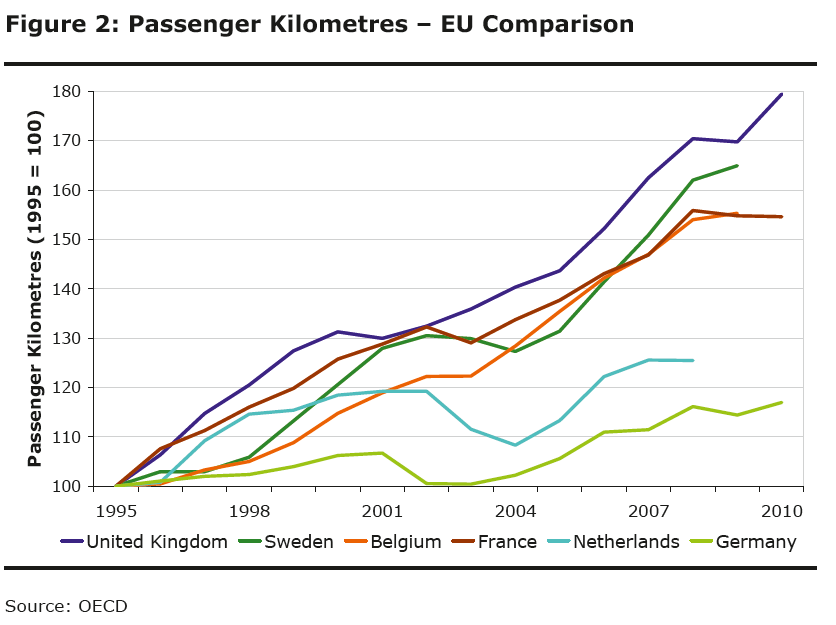 Figure 2: Passenger Kilometres – EU Comparison
Passenger Kilometres (1995 = 100)
180
170
160
150
140
130
120
110
100
1995 1998 2001 2004 2007 2010
United Kingdom Sweden Belgium France Netherlands Germany
Source: OECD